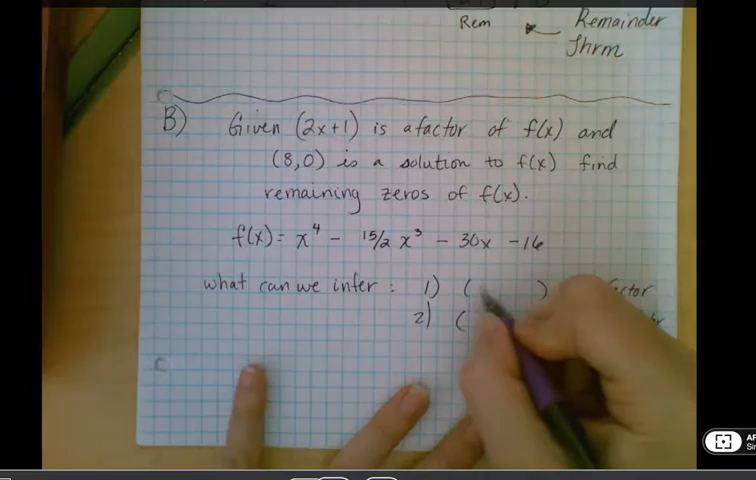 Rem
Remainder
Thrm
B) Given (2x+1) is a factor of f(x) and
(8,0) is a solution to f(x) find
remaining zeros of f(x).
f(x) = x⁴ - 15/2 x³ - 30x - 16
what can we infer : 1) ( )
2) (